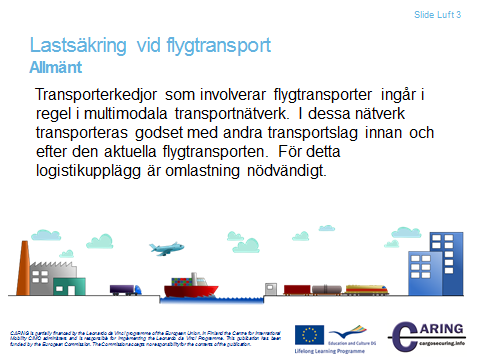 Slide Luft 3
Lastsäkring vid flygtransport
Allmänt
Transporterkedjor som involverar flygtransporter ingår i
regel i multimodala transportnätverk. I dessa nätverk
transporteras godset med andra transportslag innan och
efter den aktuella flygtransporten. För detta
logistikupplägg är omlastning nödvändigt.
CARING is partially financed by the Leonardo da Vinci programme of the European Union. In Finland the Centre for International
Mobility CIMO administers and is responsible for implementing the Leonardo da Vinci Programme. This publication has been
funded by the European Commission. The Commission accepts no responsibility for the contents of the publication.
Education and Culture DG
Lifelong Learning Programme
CARING
cargosecuring.info